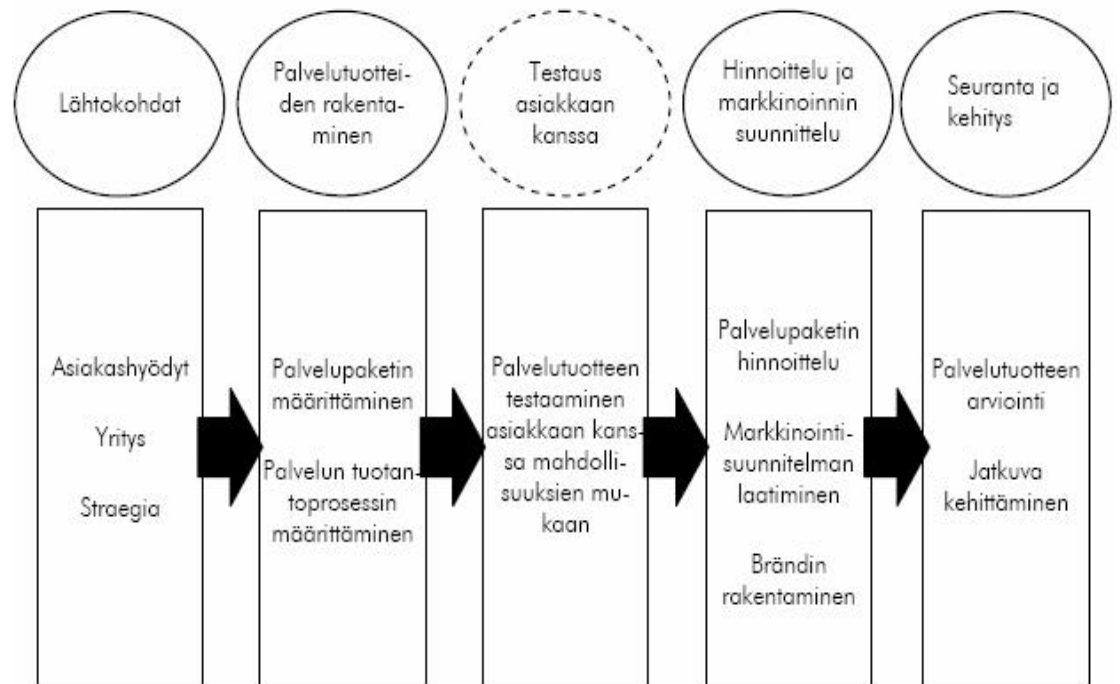 Lähtokohdat
Palvelutuottei-
den rakenta-
minen
Testaus
asiakkaan
kanssa
Hinnoittelu ja
markkinoinnin
suunnittelu
Seuranta ja
kehitys
Asiakashyödyt
Yritys
Straegia
Palvelupaketin
määrittäminen
Palvelun tuotan-
toprosessin
määrittäminen
Palvelutuotteen
testaaminen
asiakkaan kans-
sa mahdolli-
suuksien mu-
kaan
Palvelupaketin
hinnoittelu
Markkinointi-
suunnitelman
laatiminen
Brändin
rakentaminen
Palvelutuotteen
arviointi
Jatkuva
kehittäminen